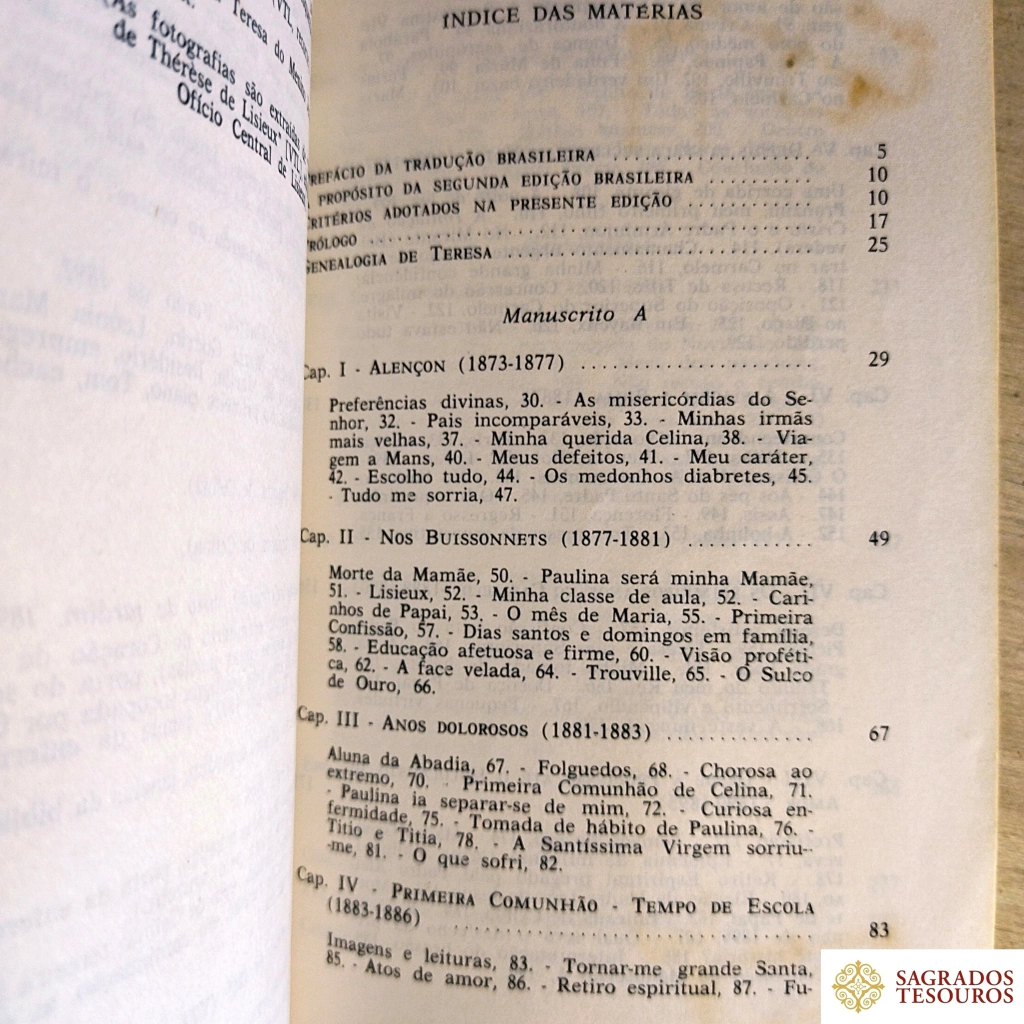 (VTL,
Teresa do Menino
(As fotografias são extraídas
de Thérèse de Lisieux" (VT)
Ofício Central de Lisieux
ÍNDICE DAS MATÉRIAS
PREFÁCIO DA TRADUÇÃO BRASILEIRA .................. 5
PROPÓSITO DA SEGUNDA EDIÇÃO BRASILEIRA .......... 10
CRITÉRIOS ADOTADOS NA PRESENTE EDIÇÃO ........... 10
PRÓLOGO ........................................ 17
GENEALOGIA DE TERESA ........................... 25
Manuscrito A
Cap. I - ALENÇON (1873-1877) ...................... 29
Preferências divinas, 30. - As misericórdias do Se-
nhor, 32. - Pais incomparáveis, 33. - Minhas irmãs
mais velhas, 37. - Minha querida Celina, 38. - Via-
gem a Mans, 40. - Meus defeitos, 41. - Meu caráter,
42. - Escolho tudo, 44. - Os medonhos diabretes, 45.
- Tudo me sorria, 47.
Cap. II - NOS BUISSONNETS (1877-1881) ............ 49
Morte da Mamãe, 50. - Paulina será minha Mamãe,
51. - Lisieux, 52. - Minha classe de aula, 52. - Cari-
nhos de Papai, 53. - O mês de Maria, 55. - Primeira
Confissão, 57. - Dias santos e domingos em família,
58. - Educação afetuosa e firme, 60. - Visão proféti-
ca, 62. - A face velada, 64. - Trouville, 65. - O Sulco
de Ouro, 66.
Cap. III - ANOS DOLOROSOS (1881-1883) ............. 67
Aluna da Abadia, 67. - Folguedos, 68. - Chorosa ao
extremo, 70. - Primeira Comunhão de Celina, 71.
- Paulina ia separar-se de mim, 72. - Curiosa en-
fermidade, 75. - Tomada de hábito de Paulina, 76. -
Titio e Titia, 78. - A Santíssima Virgem sorriu-
-me, 81. - O que sofri, 82.
Cap. IV - PRIMEIRA COMUNHÃO - TEMPO DE ESCOLA
(1883-1886) ........................................ 83
Imagens e leituras, 83. - Tornar-me grande Santa,
85. - Atos de amor, 86. - Retiro espiritual, 87. - Fu-
SAGRADOS
TESOUROS